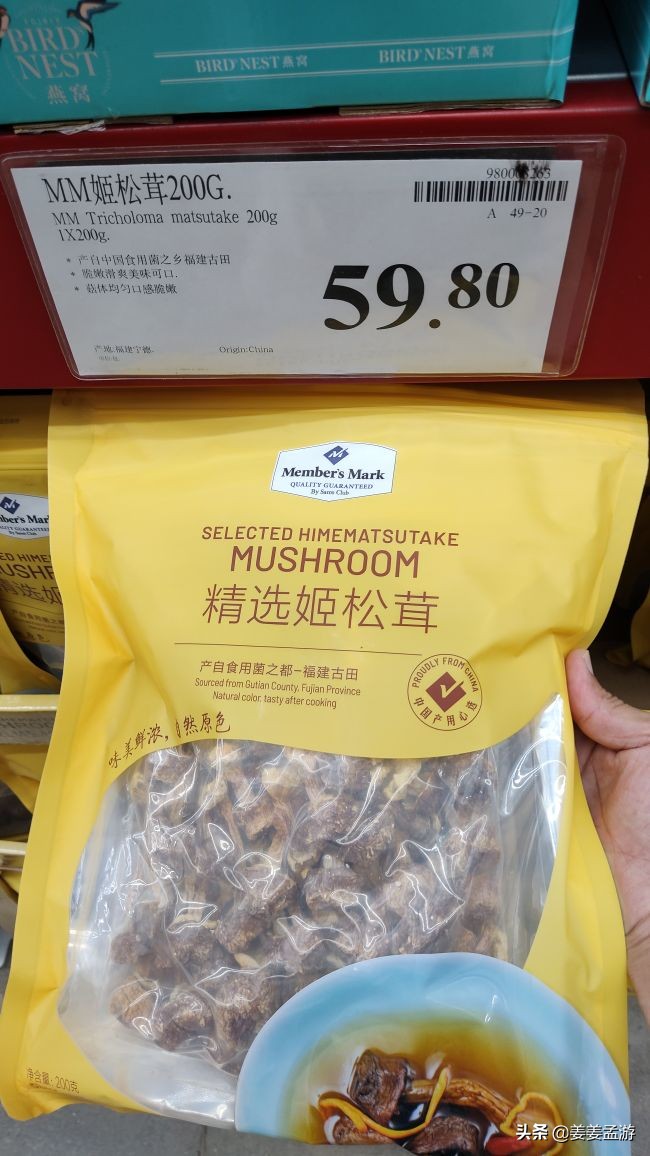 BIRD'
NEST
燕窝
BIRD' NEST 燕窝
BIRD' NEST 燕窝
MM姬松茸200G.
MM Tricholoma matsutake 200g
1X200g.
* 产自中国食用菌之乡福建古田
* 脆嫩滑爽美味可口.
* 菇体均匀口感脆嫩
A 49-20
59.80
产地:福建宁德.
Origin:China
Member's Mark
QUALITY GUARANTEED
By Sam's Club
SELECTED HIMEMATSUTAKE
MUSHROOM
精选姬松茸
产自食用菌之都-福建古田
Sourced from Gutian County, Fujian Province
Natural color, tasty after cooking
PROUDLY FROM CHINA
中国产用心选
味美鲜浓,自然原色
净含量: 200克
头条 @姜姜孟游